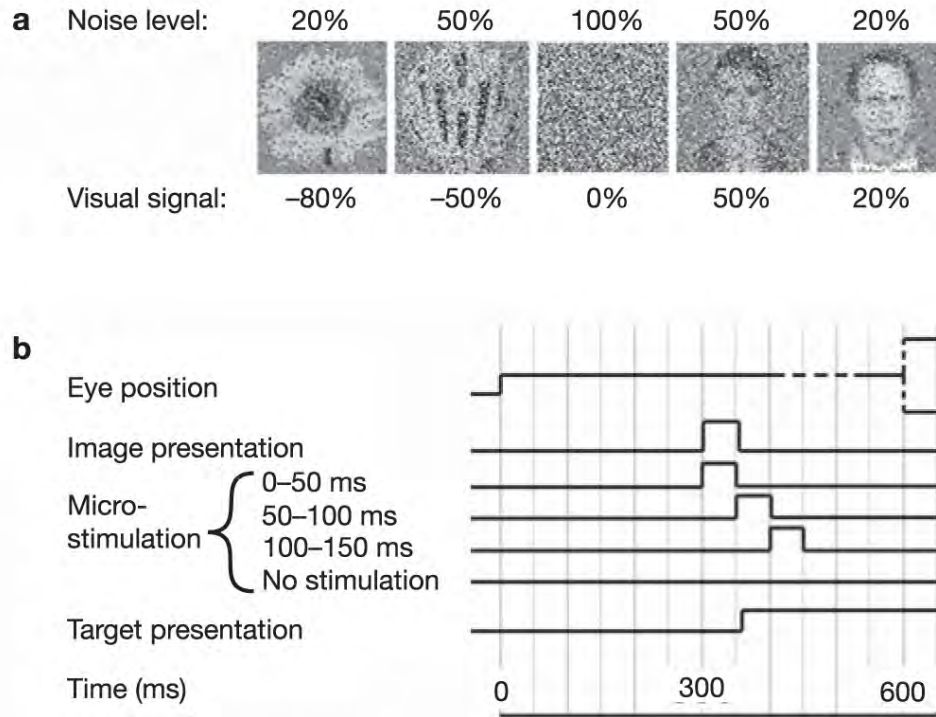 a Noise level: 20% 50% 100% 50% 20%
Visual signal: –80% –50% 0% 50% 20%
b
Eye position
Image presentation
Micro-
stimulation
0–50 ms
50–100 ms
100–150 ms
No stimulation
Target presentation
Time (ms) 0 300 600